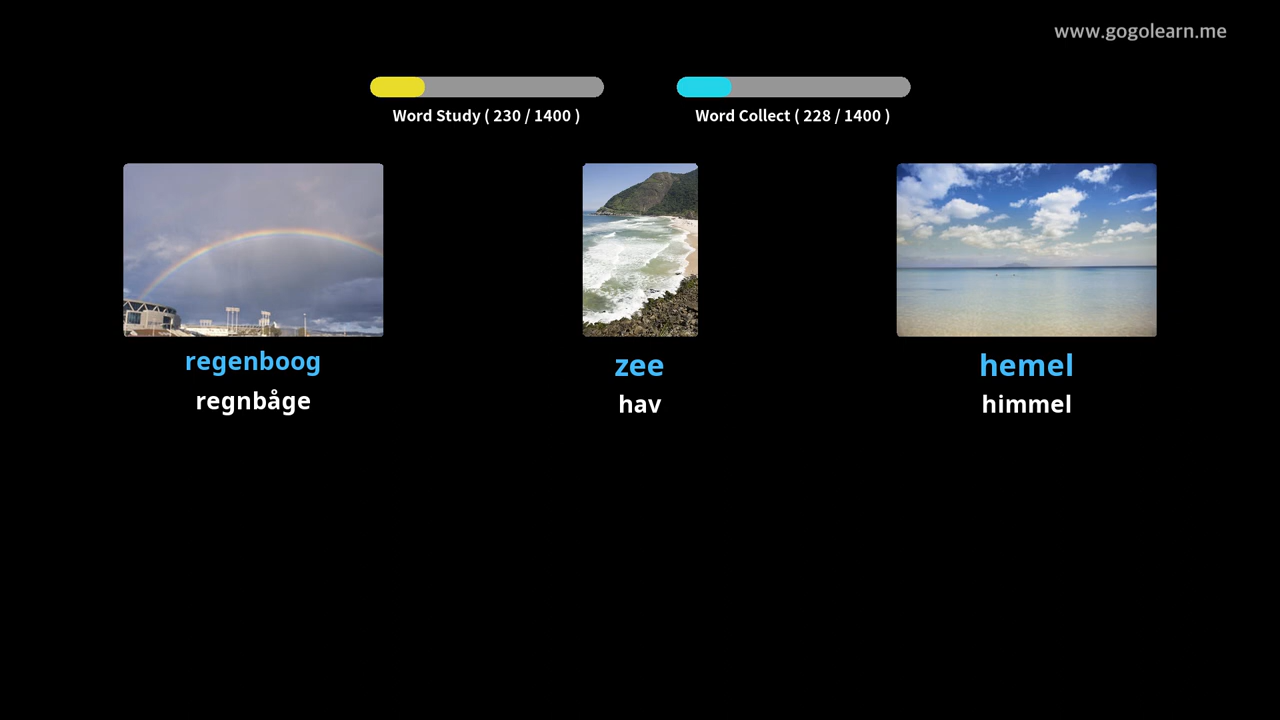 www.gogolearn.me
Word Study ( 230 / 1400 )
Word Collect ( 228 / 1400 )
regenboog
regnbåge
zee
hav
hemel
himmel